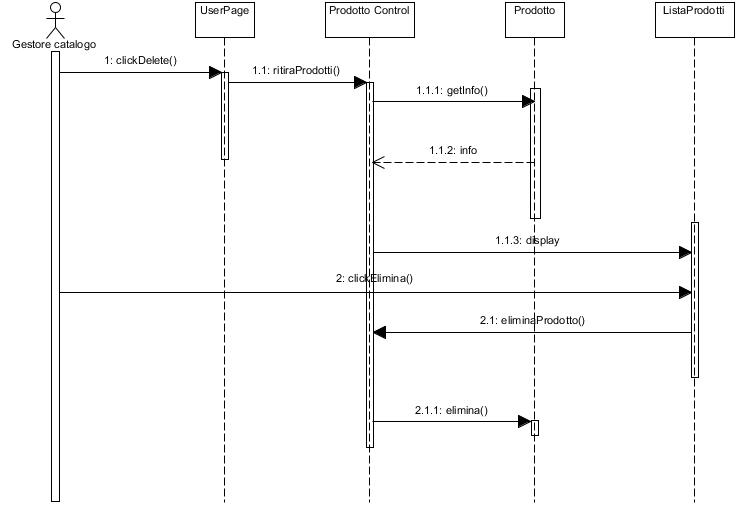 UserPage
Prodotto Control
Prodotto
ListaProdotti
Gestore catalogo
1: clickDelete()
1.1: ritiraProdotti()
1.1.1: getInfo()
1.1.2: info
1.1.3: display
2: clickElimina()
2.1: eliminaProdotto()
2.1.1: elimina()